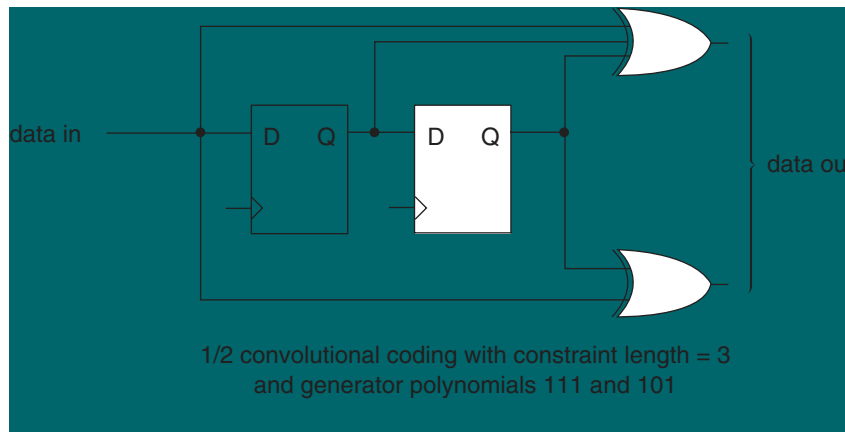 data in
D Q
D Q
data ou
1/2 convolutional coding with constraint length = 3
and generator polynomials 111 and 101